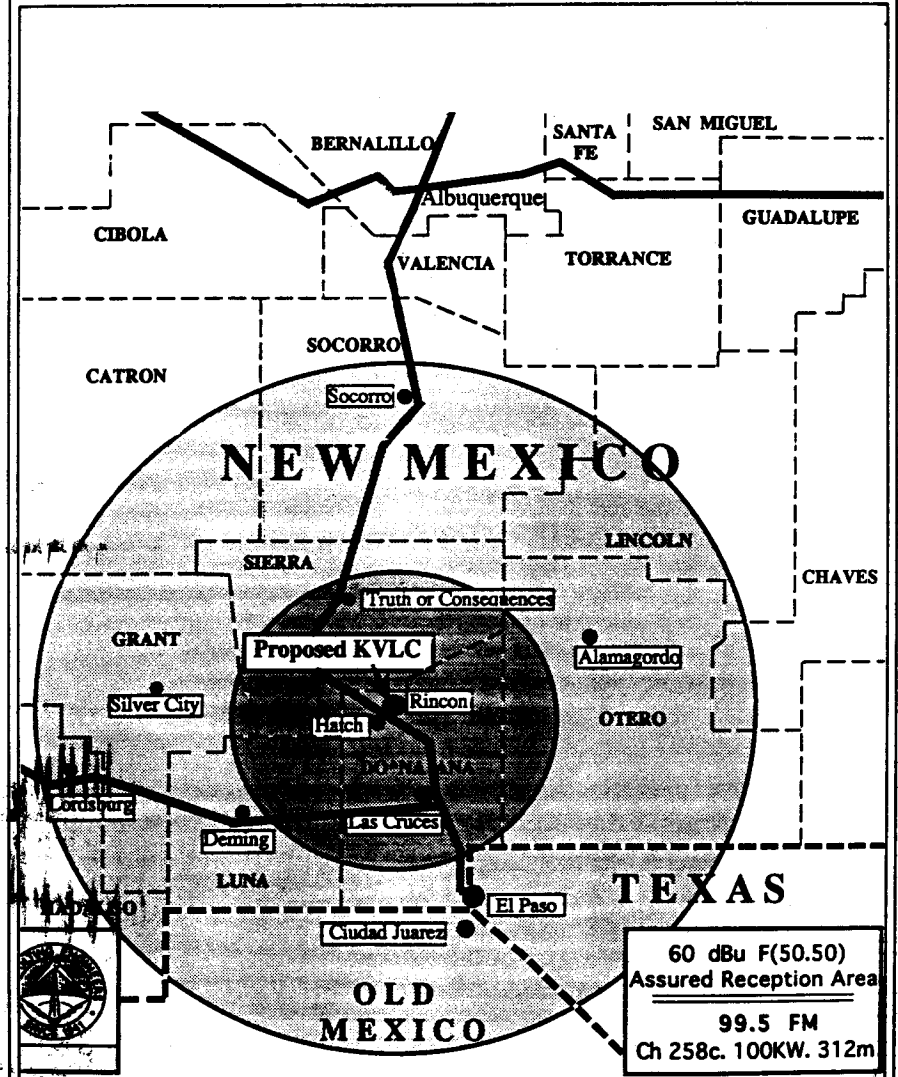 BERNALILLO
SANTA
FE
SAN MIGUEL
Albuquerque
GUADALUPE
CIBOLA
VALENCIA
TORRANCE
SOCORRO
CATRON
Socorro
NEW MEXICO
LINCOLN
SIERRA
CHAVES
Truth or Consequences
GRANT
Proposed KVLC
Alamagordo
Silver City
Rincon
Hatch
OTERO
DONA ANA
Lordsburg
Las Cruces
Deming
LUNA
TEXAS
El Paso
Ciudad Juarez
OLD
MEXICO
60 dBu F(50.50)
Assured Reception Area
99.5 FM
Ch 258c. 100KW. 312m